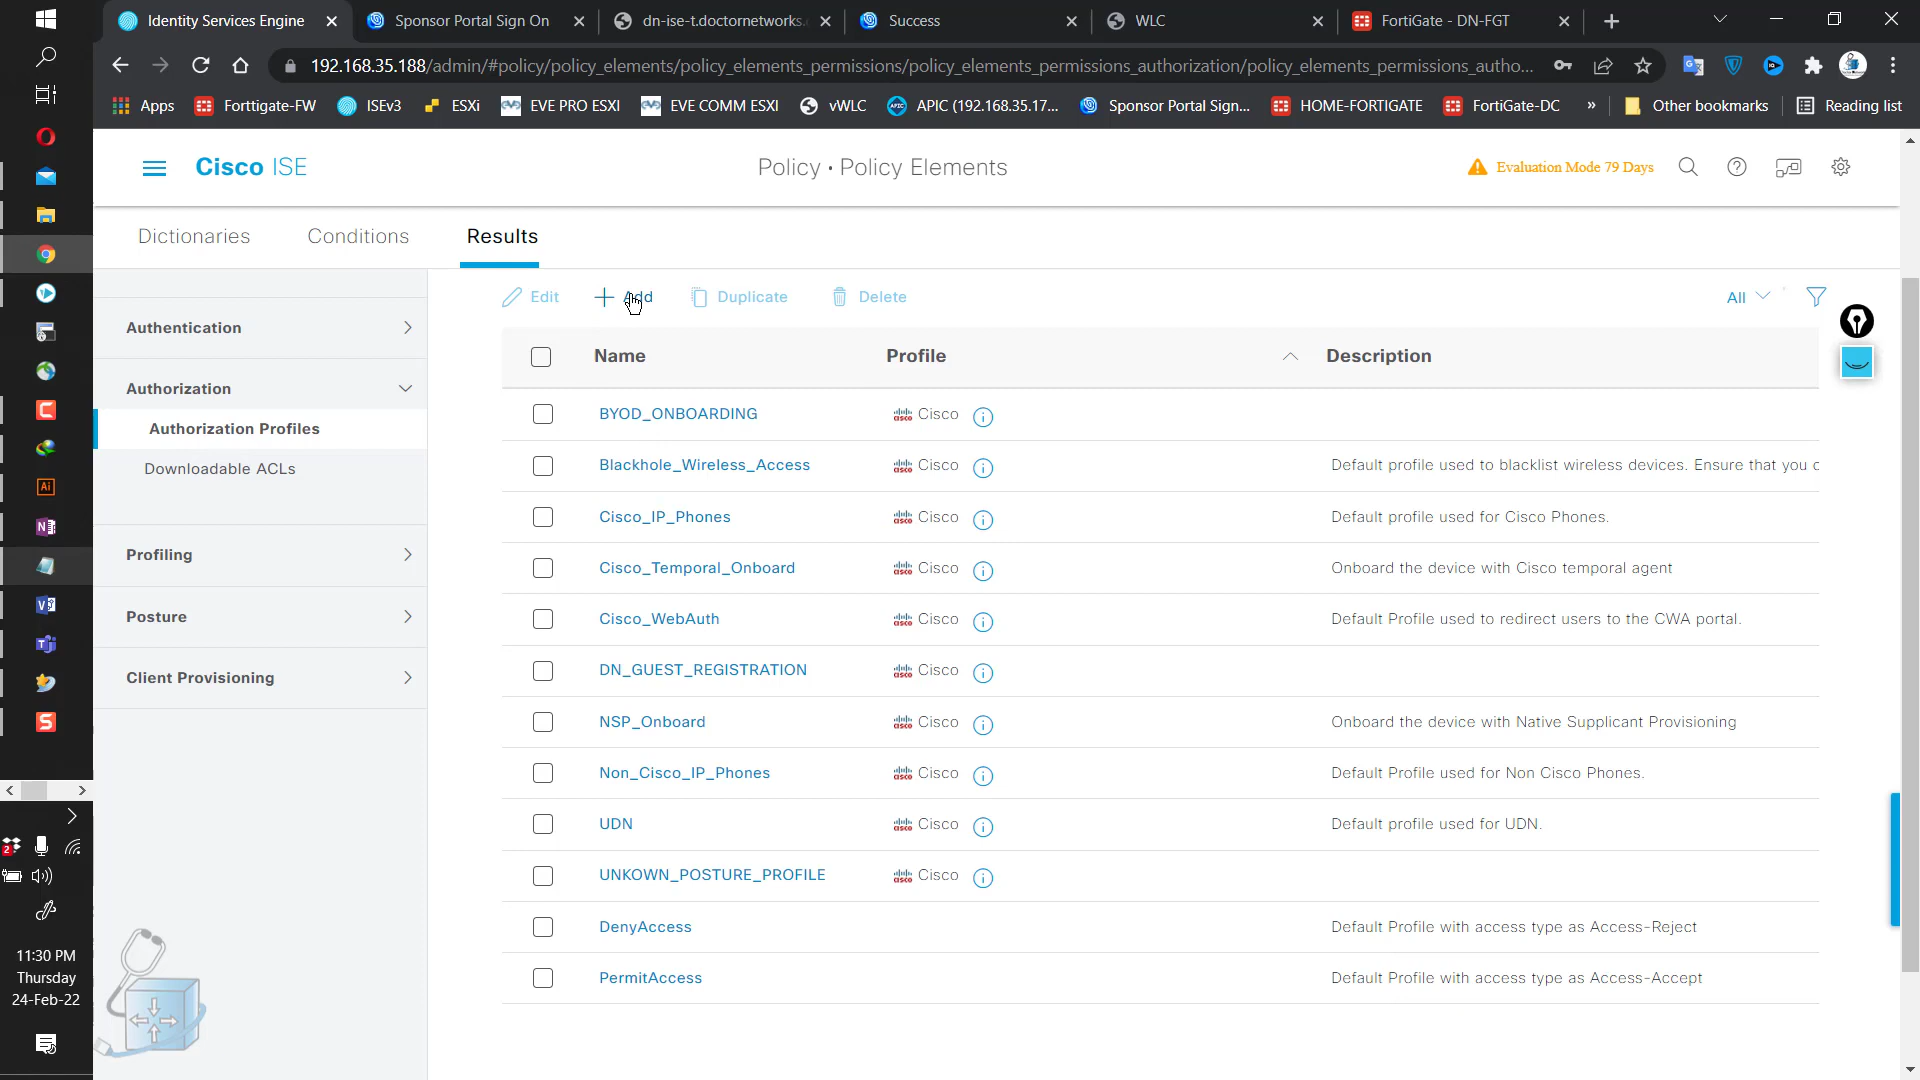 Identity Services Engine
Sponsor Portal Sign On
dn-ise-t.doctornetworks.
Success
WLC
FortiGate - DN-FGT
192.168.35.188/admin/#policy/policy_elements/policy_elements_permissions/policy_elements_permissions_authorization/policy_elements_permissions_autho...
Apps
Forttigate-FW
ISEv3
ESXi
EVE PRO ESXI
EVE COMM ESXI
vWLC
APIC (192.168.35.17...
Sponsor Portal Sign...
HOME-FORTIGATE
FortiGate-DC
»
Other bookmarks
Reading list
Cisco ISE
Policy · Policy Elements
Evaluation Mode 79 Days
Dictionaries
Conditions
Results
Authentication
Authorization
Authorization Profiles
Downloadable ACLs
Profiling
Posture
Client Provisioning
Edit
Add
Duplicate
Delete
All
Name Profile Description
BYOD_ONBOARDING Cisco
Blackhole_Wireless_Access Cisco Default profile used to blacklist wireless devices. Ensure that you c
Cisco_IP_Phones Cisco Default profile used for Cisco Phones.
Cisco_Temporal_Onboard Cisco Onboard the device with Cisco temporal agent
Cisco_WebAuth Cisco Default Profile used to redirect users to the CWA portal.
DN_GUEST_REGISTRATION Cisco
NSP_Onboard Cisco Onboard the device with Native Supplicant Provisioning
Non_Cisco_IP_Phones Cisco Default Profile used for Non Cisco Phones.
UDN Cisco Default profile used for UDN.
UNKOWN_POSTURE_PROFILE Cisco
DenyAccess Default Profile with access type as Access-Reject
PermitAccess Default Profile with access type as Access-Accept
11:30 PM
Thursday
24-Feb-22